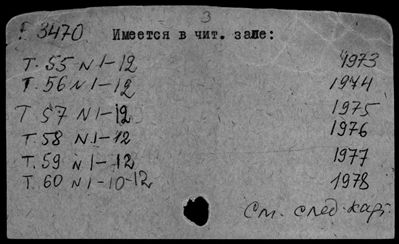 3
F 3470 Имеется в чит. зале:
Т. 55 N 1-12 1973
Т. 56 N 1-12 1974
Т 57 N 1-12 1975
Т. 58 N 1-12 1976
Т. 59 N 1-12 1977
Т. 60 N 1-10-12 1978
См. след. карт.